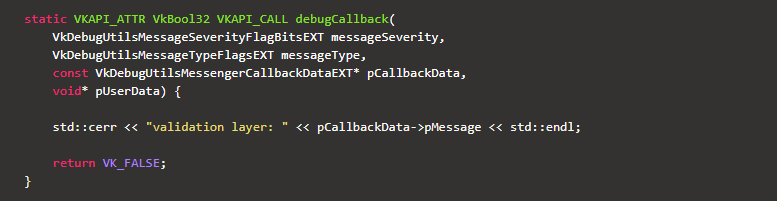 static VKAPI_ATTR VkBool32 VKAPI_CALL debugCallback(
    VkDebugUtilsMessageSeverityFlagBitsEXT messageSeverity,
    VkDebugUtilsMessageTypeFlagsEXT messageType,
    const VkDebugUtilsMessengerCallbackDataEXT* pCallbackData,
    void* pUserData) {

    std::cerr << "validation layer: " << pCallbackData->pMessage << std::endl;

    return VK_FALSE;
}